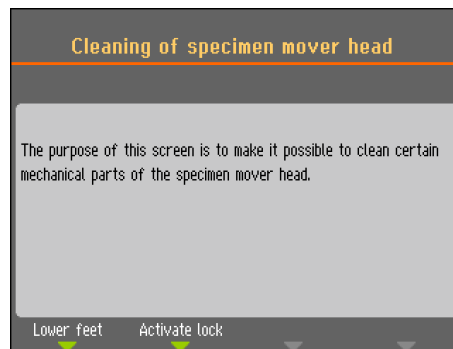 Cleaning of specimen mover head
The purpose of this screen is to make it possible to clean certain
mechanical parts of the specimen mover head.
Lower feet Activate lock